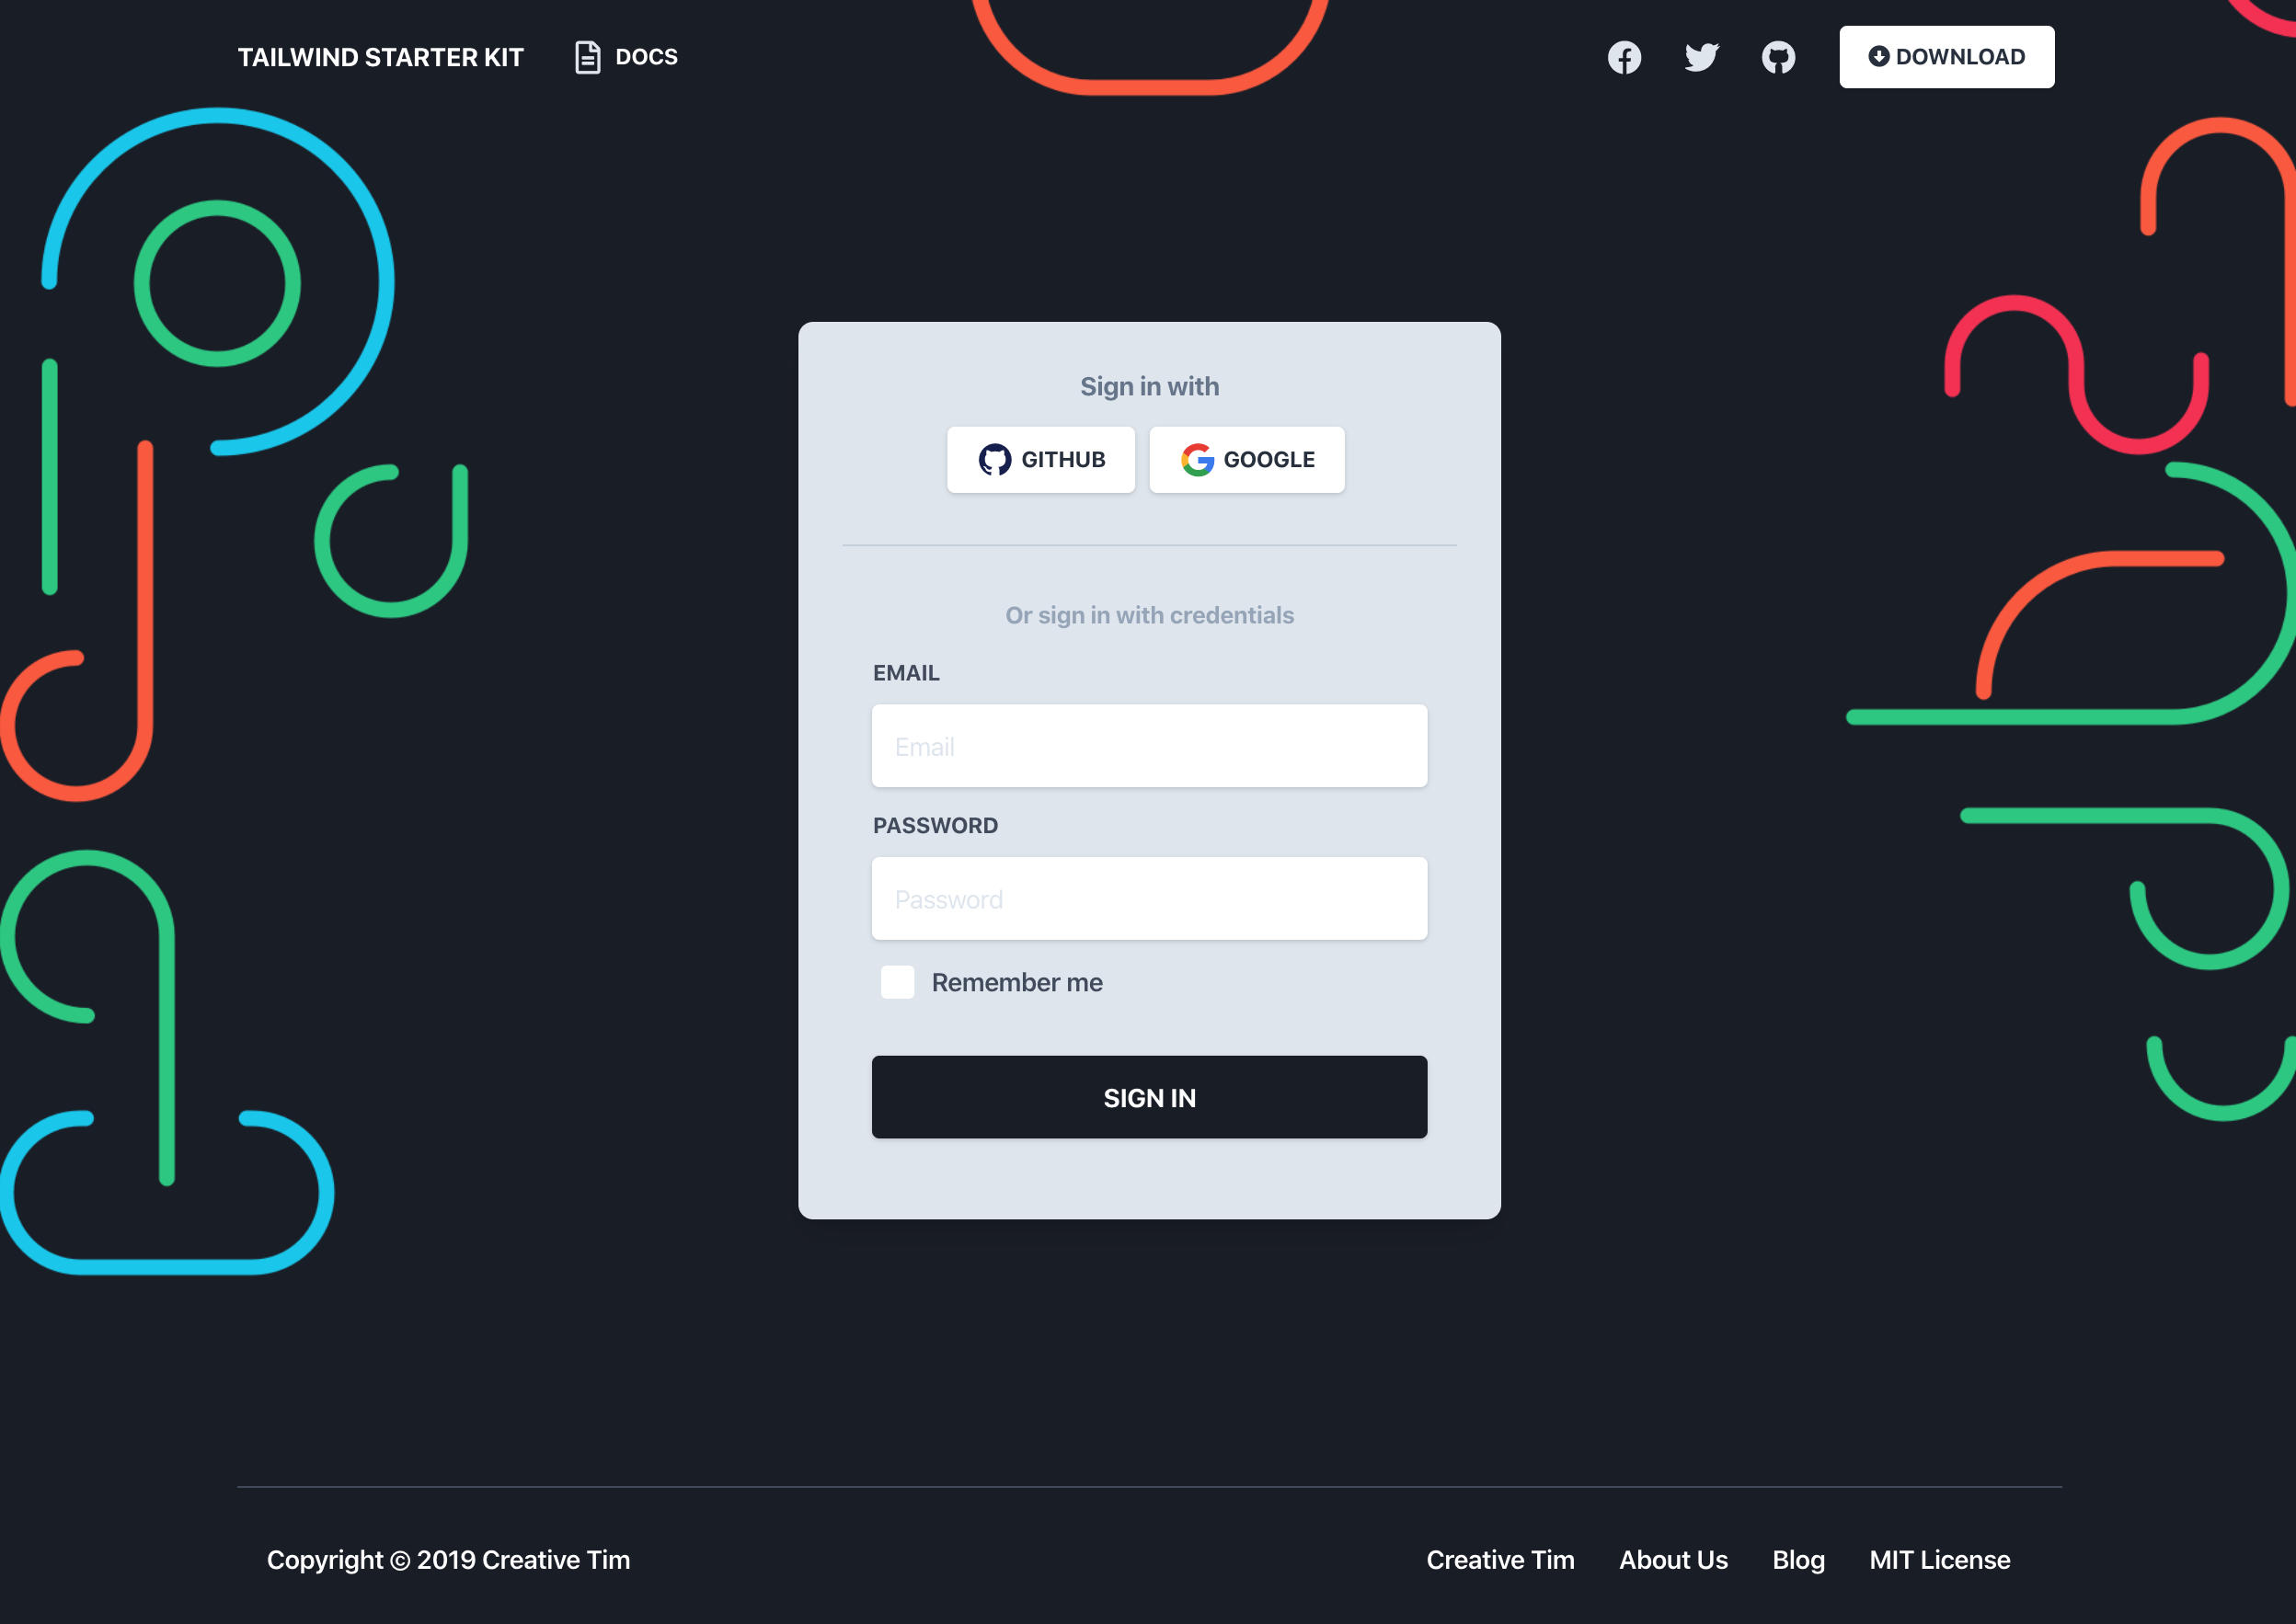 TAILWIND STARTER KIT DOCS DOWNLOAD
Sign in with
GITHUB GOOGLE
Or sign in with credentials
EMAIL
Email
PASSWORD
Password
Remember me
SIGN IN
Copyright © 2019 Creative Tim Creative Tim About Us Blog MIT License